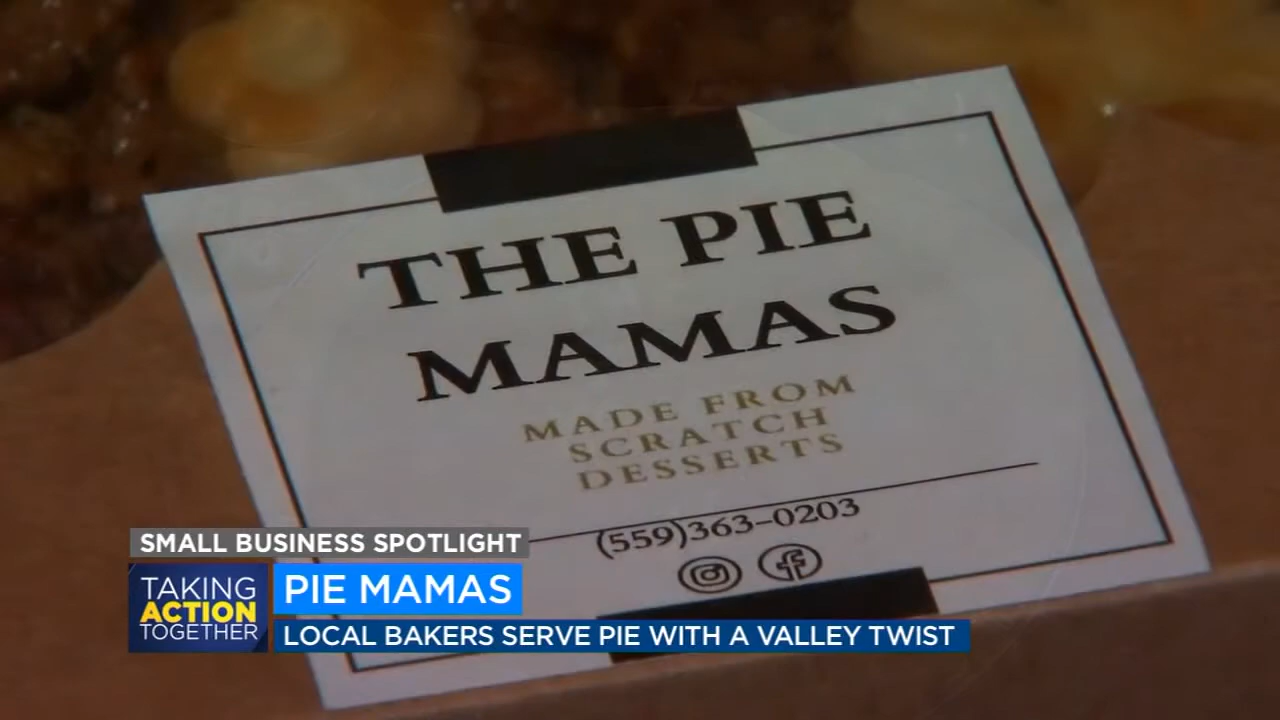 THE PIE
MAMAS
MADE FROM
SCRATCH
DESSERTS
(559)363-0203
SMALL BUSINESS SPOTLIGHT
TAKING
ACTION
TOGETHER
PIE MAMAS
LOCAL BAKERS SERVE PIE WITH A VALLEY TWIST